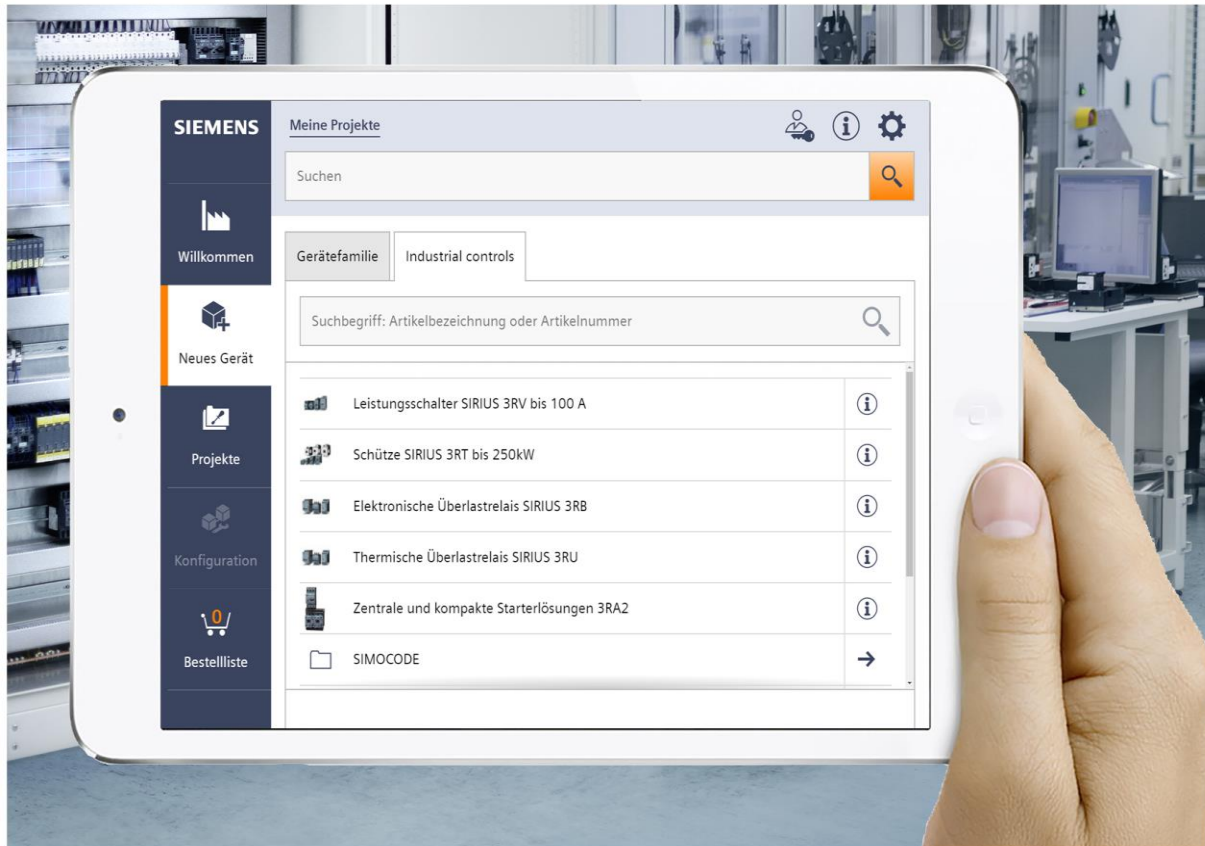 SIEMENS
Meine Projekte
Suchen
Willkommen
Gerätefamilie
Industrial controls
Suchbegriff: Artikelbezeichnung oder Artikelnummer
Neues Gerät
Leistungsschalter SIRIUS 3RV bis 100 A
Schütze SIRIUS 3RT bis 250kW
Projekte
Elektronische Überlastrelais SIRIUS 3RB
Konfiguration
Thermische Überlastrelais SIRIUS 3RU
Zentrale und kompakte Starterlösungen 3RA2
0
Bestellliste
SIMOCODE